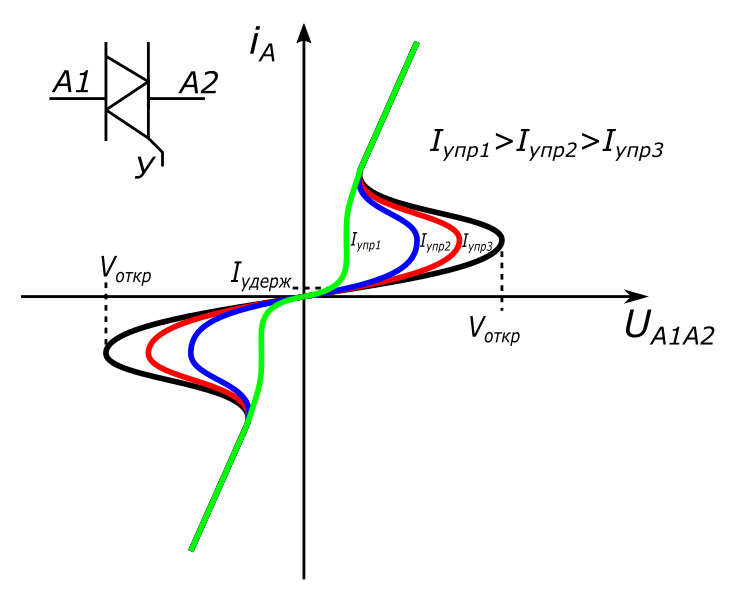 i_A
A1 A2
У
I_упр1>I_упр2>I_упр3
I_упр1 I_упр2 I_упр3
V_откр
I_удерж
V_откр
U_A1A2